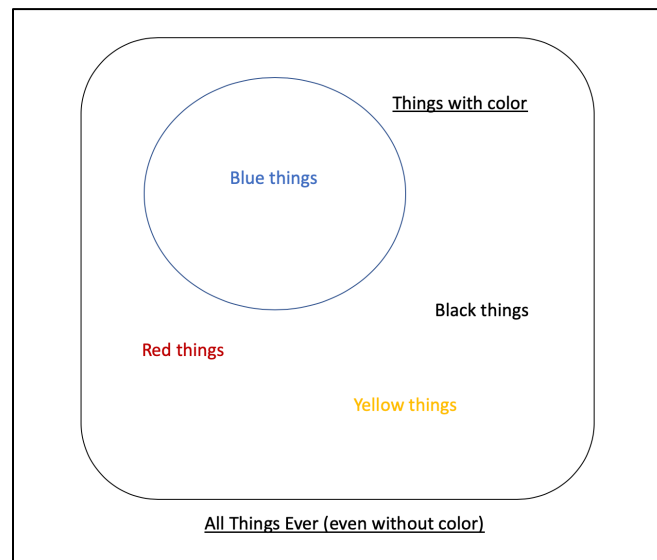 Things with color
Blue things
Black things
Red things
Yellow things
All Things Ever (even without color)